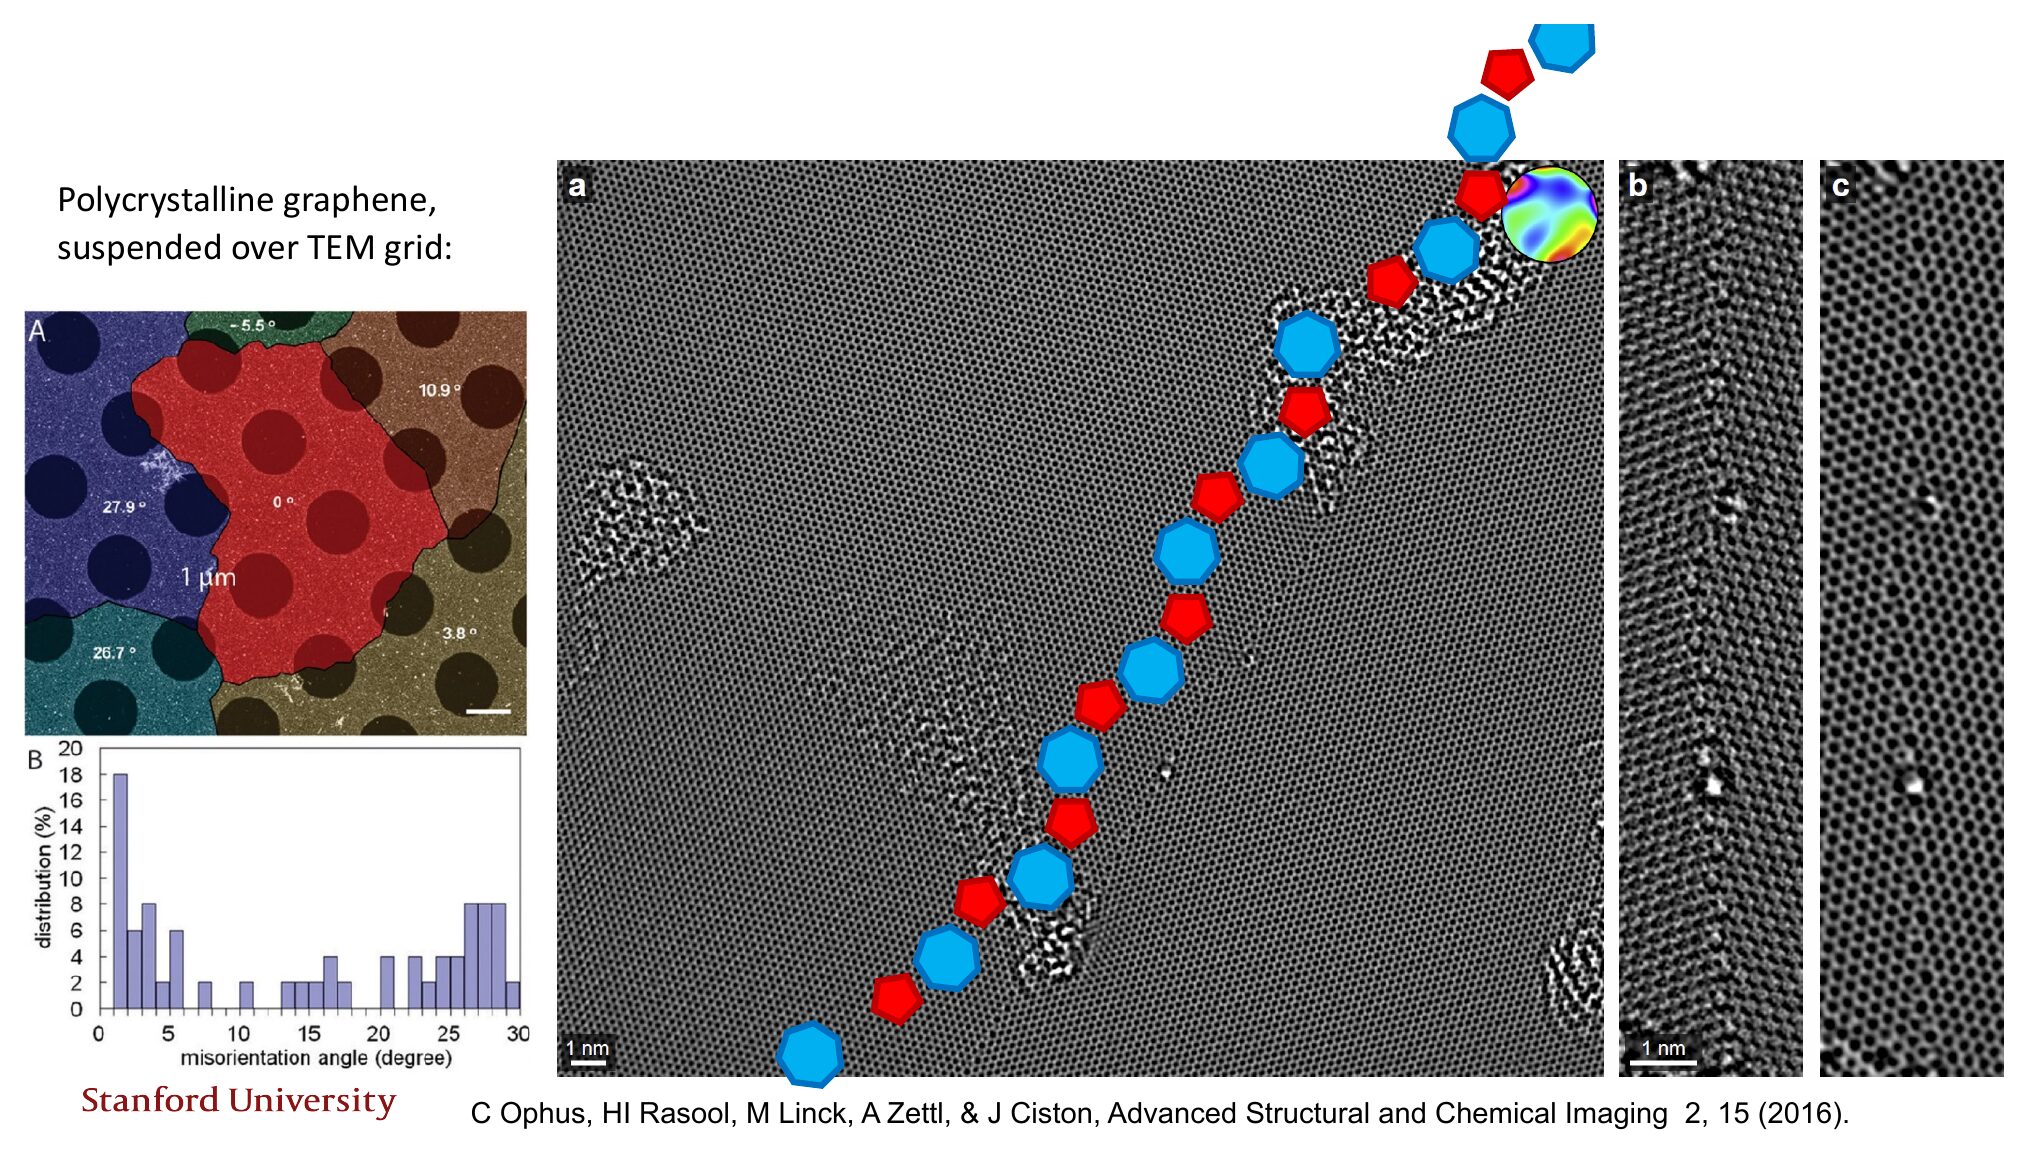 Polycrystalline graphene,
suspended over TEM grid:
A
-5.5 °
10.9 °
0 °
27.9 °
1 μm
-3.8 °
26.7 °
B
20
18
16
14
12
10
8
6
4
2
0
distribution (%)
0 5 10 15 20 25 30
misorientation angle (degree)
Stanford University
a
1 nm
b
1 nm
c
C Ophus, HI Rasool, M Linck, A Zettl, & J Ciston, Advanced Structural and Chemical Imaging 2, 15 (2016).